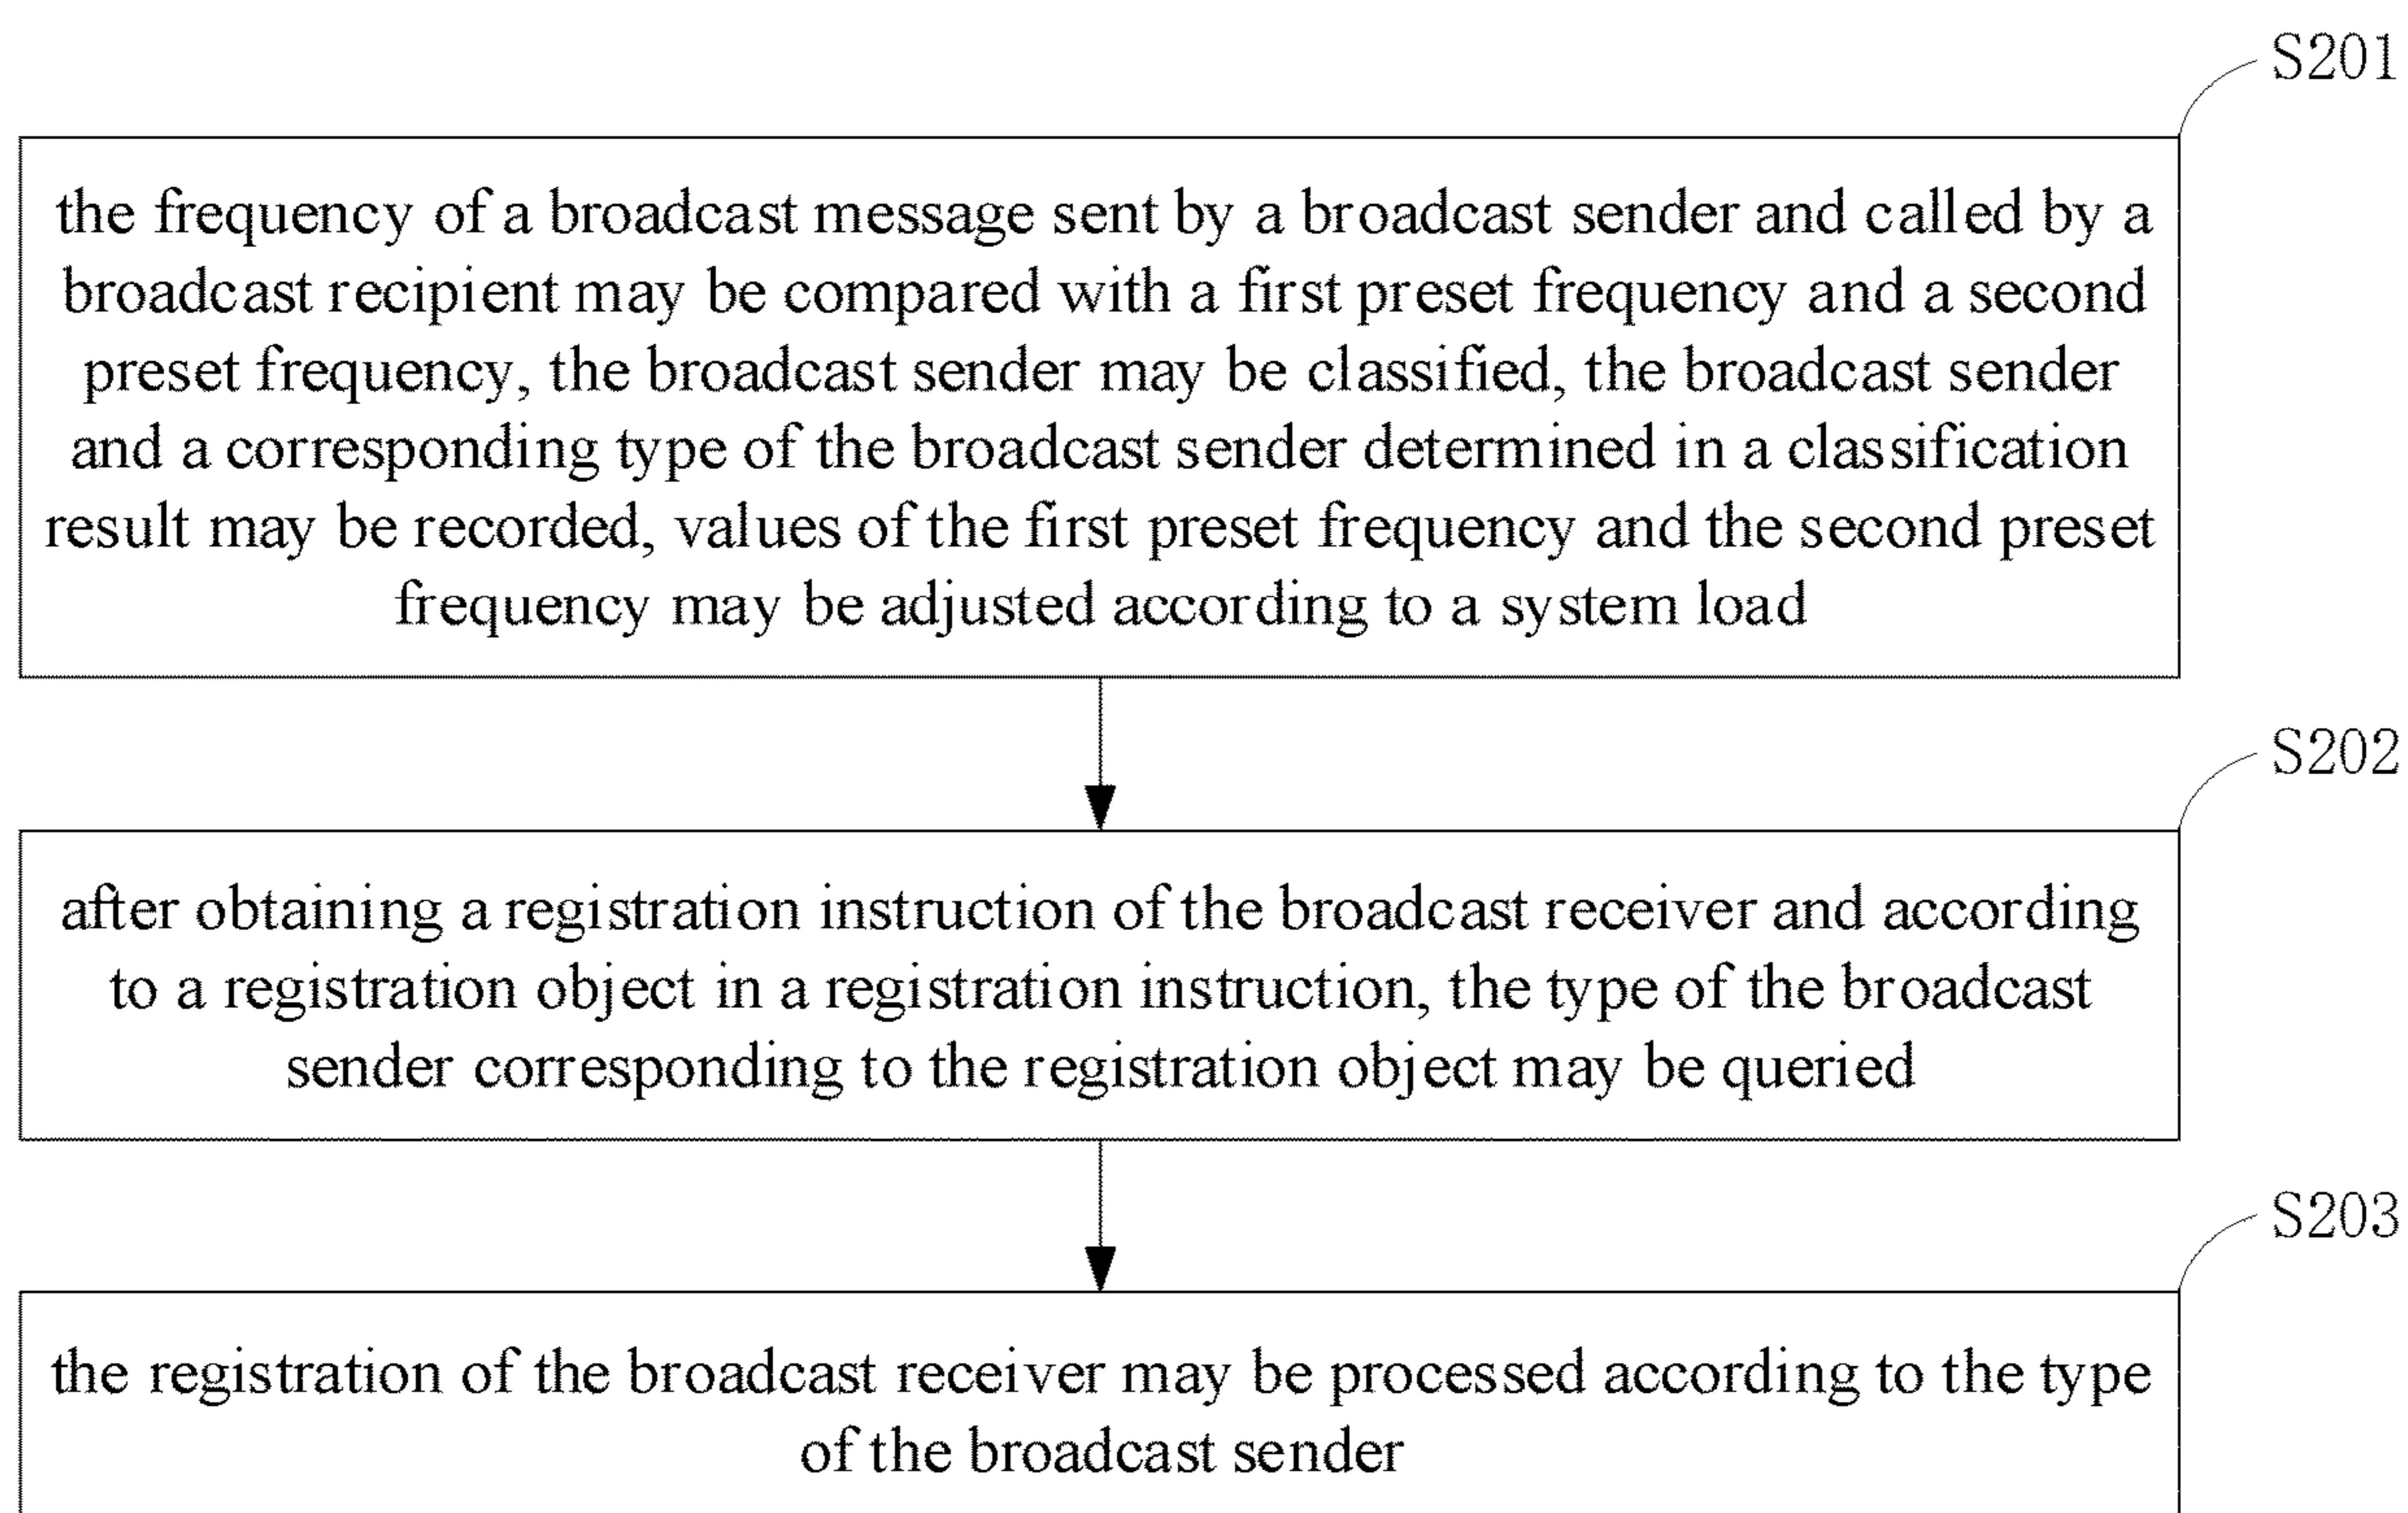 S201
the frequency of a broadcast message sent by a broadcast sender and called by a
broadcast recipient may be compared with a first preset frequency and a second
preset frequency, the broadcast sender may be classified, the broadcast sender
and a corresponding type of the broadcast sender determined in a classification
result may be recorded, values of the first preset frequency and the second preset
frequency may be adjusted according to a system load
S202
after obtaining a registration instruction of the broadcast receiver and according
to a registration object in a registration instruction, the type of the broadcast
sender corresponding to the registration object may be queried
S203
the registration of the broadcast receiver may be processed according to the type
of the broadcast sender